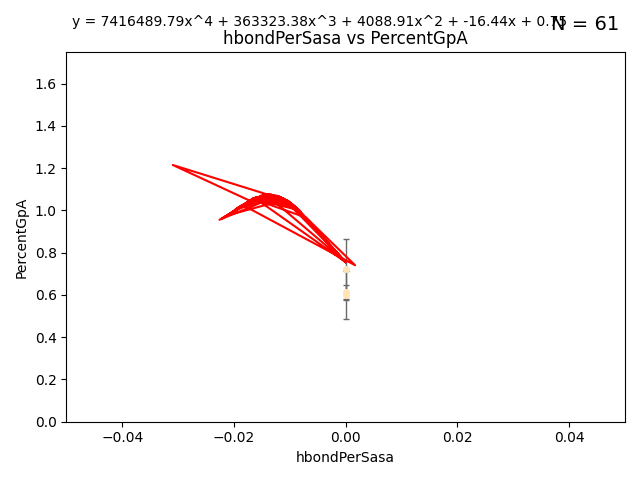 y = 7416489.79x^4 + 363323.38x^3 + 4088.91x^2 + -16.44x + 0.75
N = 61
hbondPerSasa vs PercentGpA
1.6
1.4
1.2
1.0
0.8
0.6
0.4
0.2
0.0
PercentGpA
−0.04 −0.02 0.00 0.02 0.04
hbondPerSasa